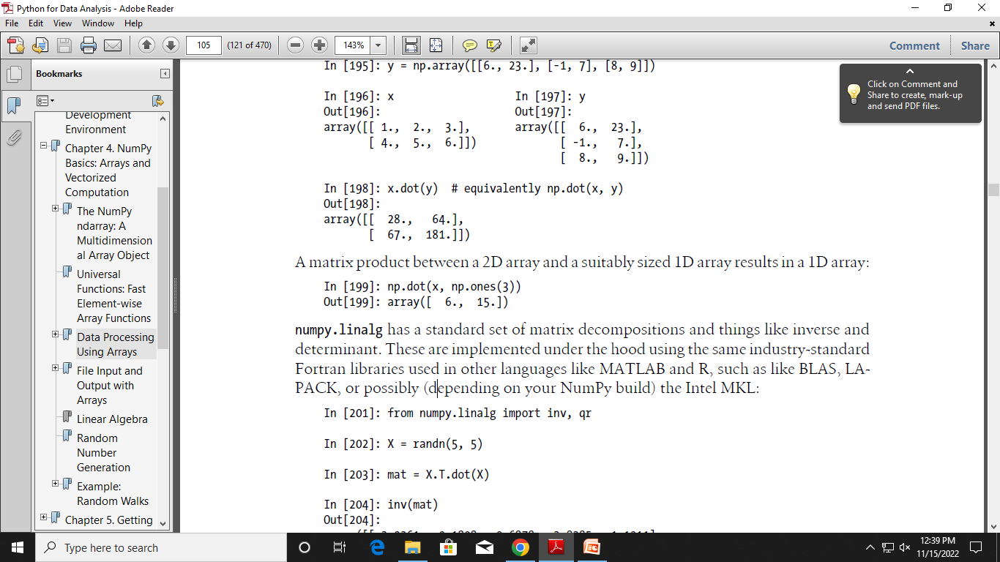 Python for Data Analysis - Adobe Reader
File Edit View Window Help
105 (121 of 470) 143% Comment Share
Bookmarks
Development
Environment
Chapter 4. NumPy
Basics: Arrays and
Vectorized
Computation
The NumPy
ndarray: A
Multidimension
al Array Object
Universal
Functions: Fast
Element-wise
Array Functions
Data Processing
Using Arrays
File Input and
Output with
Arrays
Linear Algebra
Random
Number
Generation
Example:
Random Walks
Chapter 5. Getting
In [195]: y = np.array([[6., 23.], [-1, 7], [8, 9]])
In [196]: x In [197]: y
Out[196]: Out[197]:
array([[ 1., 2., 3.], array([[ 6., 23.],
[ 4., 5., 6.]]) [ -1., 7.],
[ 8., 9.]])
In [198]: x.dot(y) # equivalently np.dot(x, y)
Out[198]:
array([[ 28., 64.],
[ 67., 181.]])
A matrix product between a 2D array and a suitably sized 1D array results in a 1D array:
In [199]: np.dot(x, np.ones(3))
Out[199]: array([ 6., 15.])
numpy.linalg has a standard set of matrix decompositions and things like inverse and
determinant. These are implemented under the hood using the same industry-standard
Fortran libraries used in other languages like MATLAB and R, such as like BLAS, LA-
PACK, or possibly (depending on your NumPy build) the Intel MKL:
In [201]: from numpy.linalg import inv, qr
In [202]: X = randn(5, 5)
In [203]: mat = X.T.dot(X)
In [204]: inv(mat)
Out[204]:
Click on Comment and
Share to create, mark-up
and send PDF files.
Type here to search
12:39 PM
11/15/2022